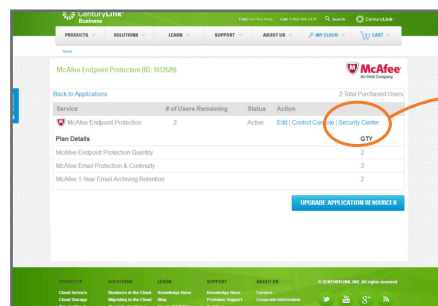 CenturyLink
Business
Search
CenturyLink
PRODUCTS
SOLUTIONS
LEARN
SUPPORT
ABOUT US
MY CLOUD
CART
Home
McAfee Endpoint Protection (ID: 1012529)
McAfee
An Intel Company
Back to Applications
2 Total Purchased Users
Service # of Users Remaining Status Action
McAfee Endpoint Protection 2 Active Edit | Control Console | Security Center
Plan Details QTY
McAfee Endpoint Protection Quantity 2
McAfee Email Protection & Continuity 2
McAfee 1-Year Email Archiving Retention 2
UPGRADE APPLICATION RESOURCES
PRODUCTS SOLUTIONS LEARN SUPPORT ABOUT US © CENTURYLINK, INC. All rights reserved
Cloud Servers Business in the Cloud Knowledge Base Knowledge Base Careers
Cloud Storage Migrating to the Cloud Blog Premium Support Corporate Information